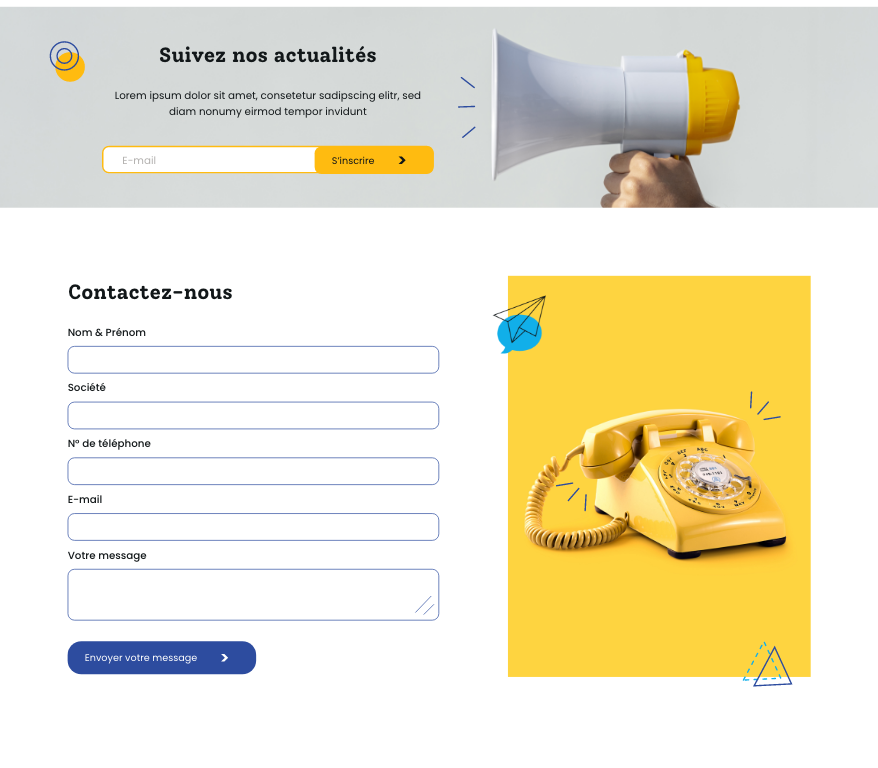 Suivez nos actualités
Lorem ipsum dolor sit amet, consetetur sadipscing elitr, sed
diam nonumy eirmod tempor invidunt
E-mail
S'inscrire
Contactez-nous
Nom & Prénom
Société
N° de téléphone
E-mail
Votre message
Envoyer votre message